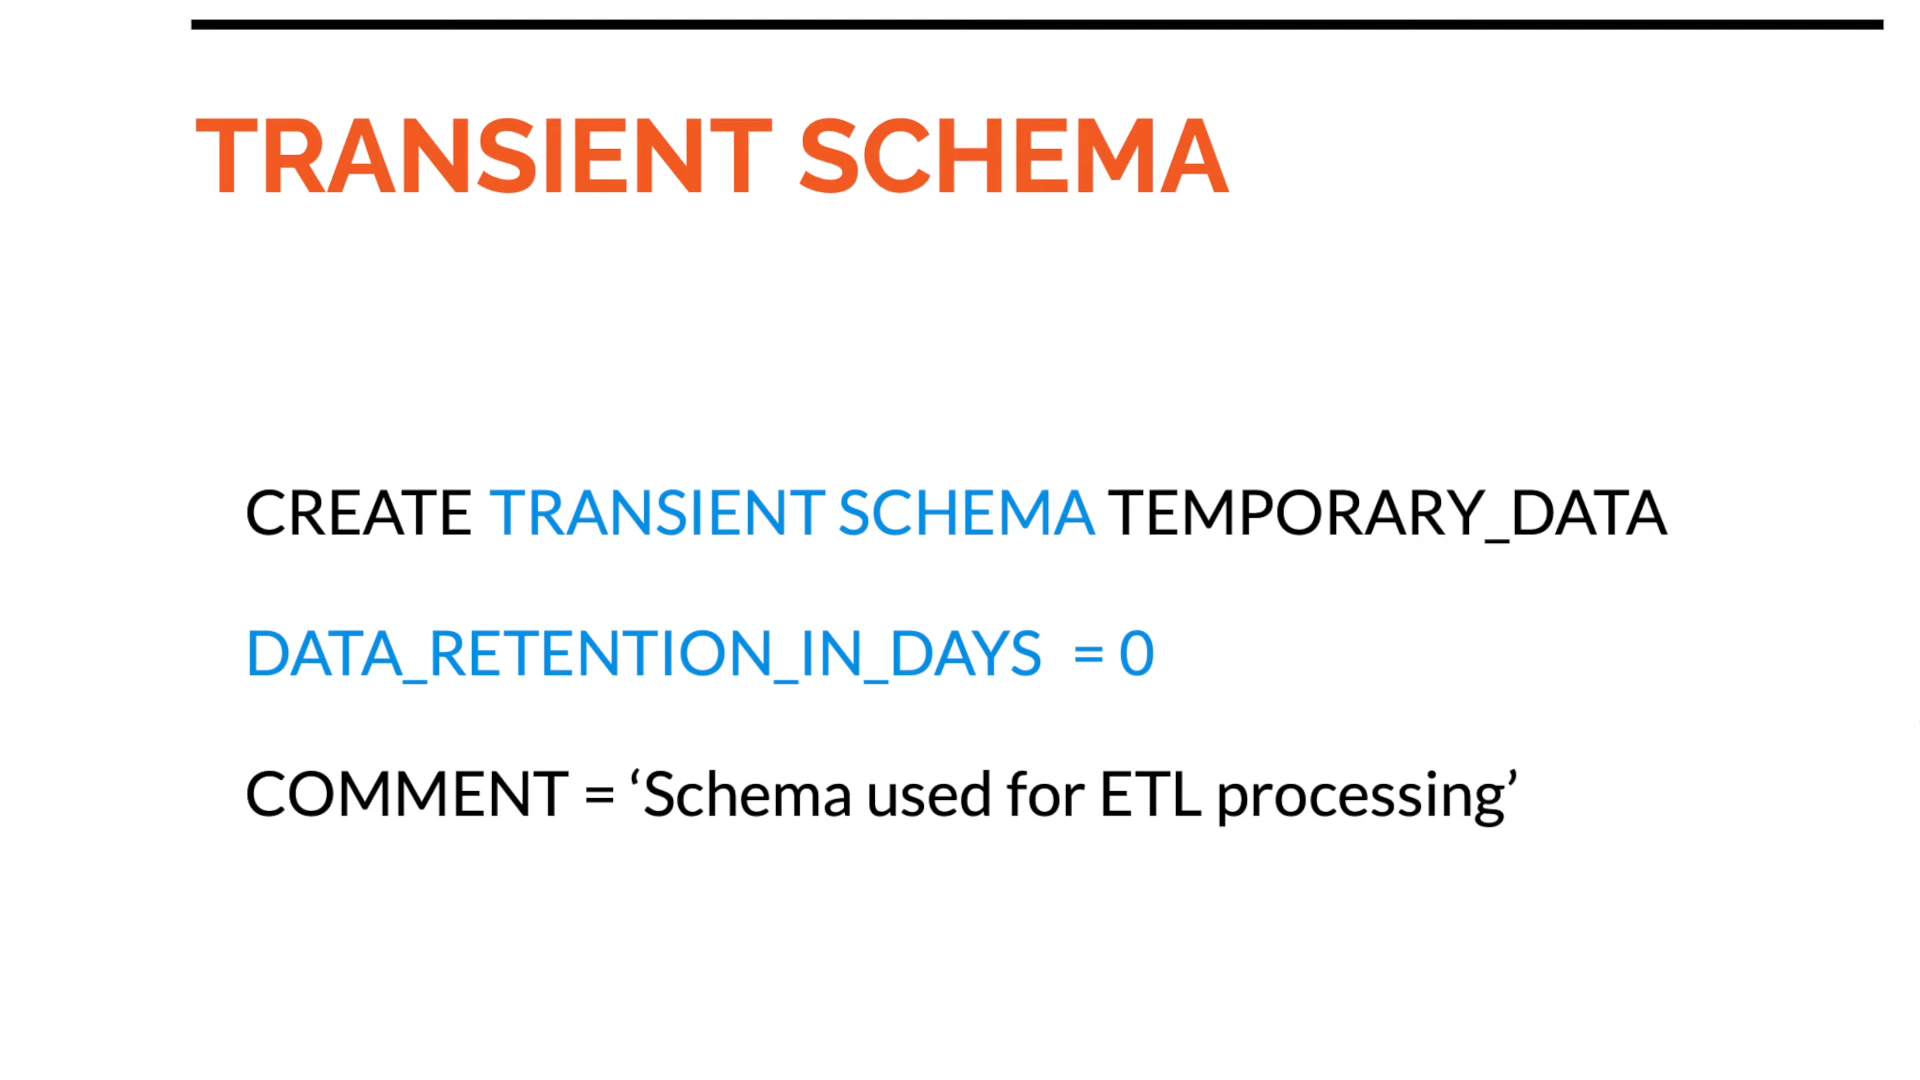 TRANSIENT SCHEMA
CREATE TRANSIENT SCHEMA TEMPORARY_DATA
DATA_RETENTION_IN_DAYS  = 0
COMMENT = ‘Schema used for ETL processing’